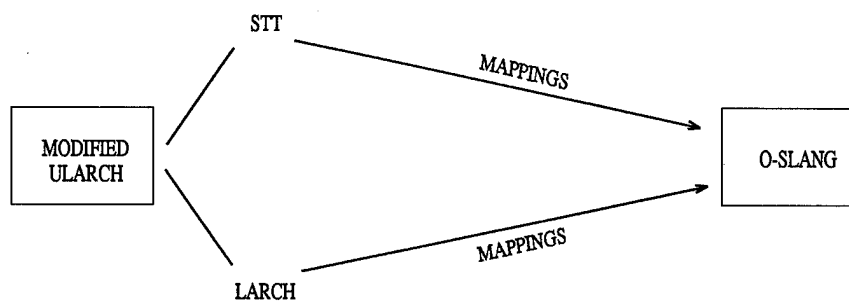 STT
MAPPINGS
MODIFIED
ULARCH
O-SLANG
MAPPINGS
LARCH